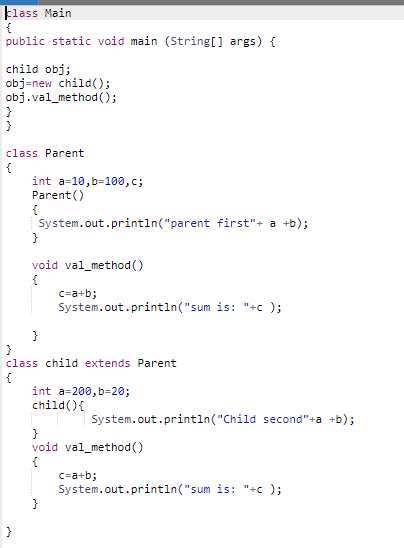 class Main
{
public static void main (String[] args) {
child obj;
obj=new child();
obj.val_method();
}
}
class Parent
{
int a=10,b=100,c;
Parent()
{
System.out.println("parent first"+ a +b);
}
void val_method()
{
c=a+b;
System.out.println("sum is: "+c );
}
}
class child extends Parent
{
int a=200,b=20;
child(){
System.out.println("Child second"+a +b);
}
void val_method()
{
c=a+b;
System.out.println("sum is: "+c );
}
}